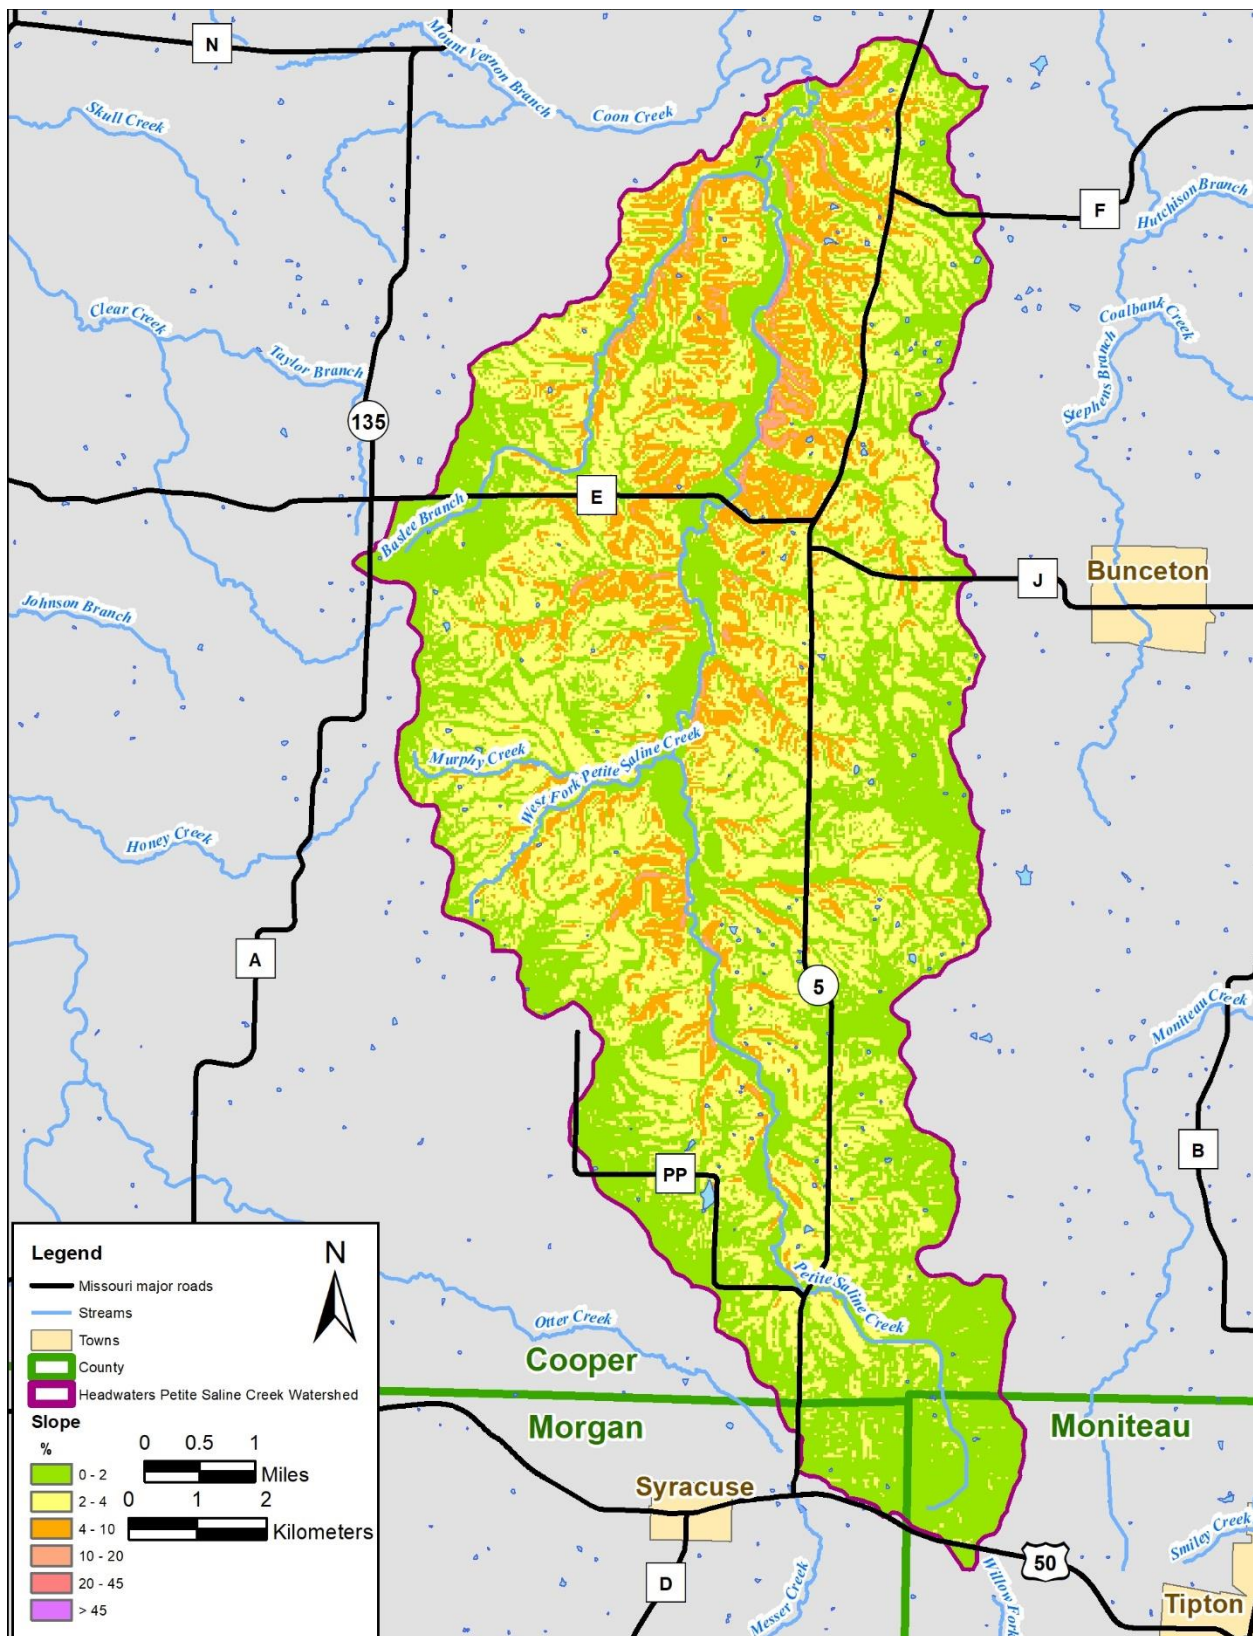 N
Mount Vernon Branch
Skull Creek
Coon Creek
Hutchison Branch
F
Clear Creek
Coalbank Creek
Taylor Branch
Stephens Branch
135
E
Baslee Branch
Bunceton
J
Johnson Branch
Murphy Creek
West Fork Petite Saline Creek
Honey Creek
A
5
Moniteau Creek
B
PP
Petite Saline Creek
Otter Creek
Cooper
Morgan
Moniteau
Syracuse
Smiley Creek
50
D
Messer Creek
Willow Fork
Tipton
Legend
N
Missouri major roads
Streams
Towns
County
Headwaters Petite Saline Creek Watershed
Slope
%
0 - 2
2 - 4
4 - 10
10 - 20
20 - 45
> 45
0 0.5 1
Miles
0 1 2
Kilometers